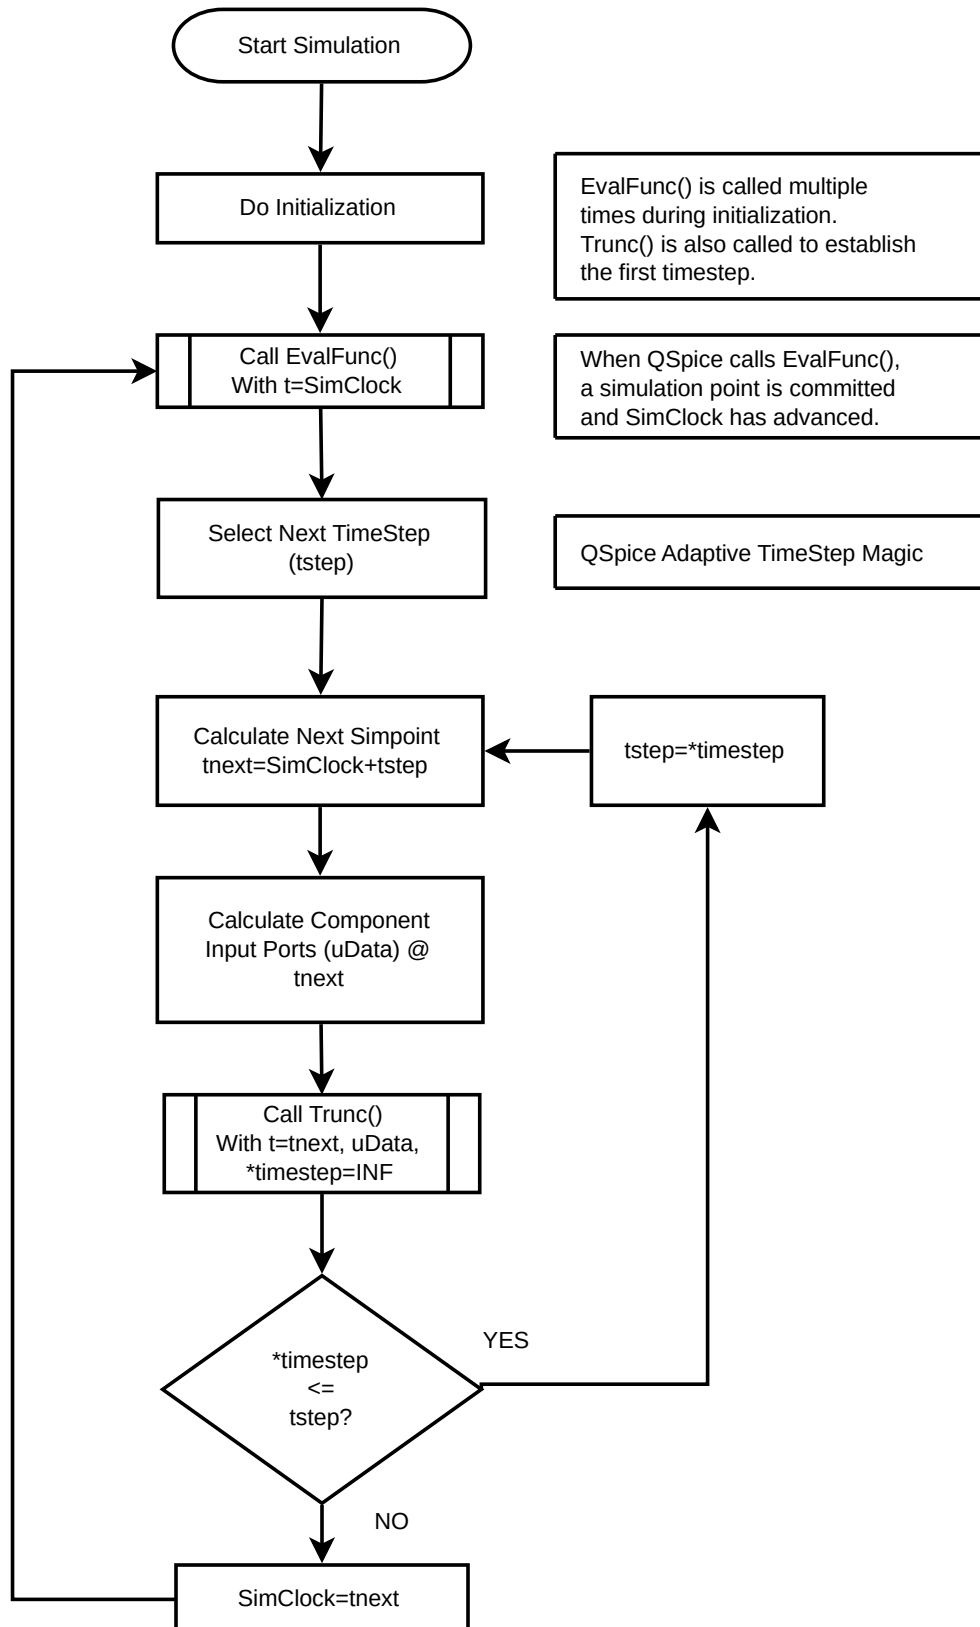 Start Simulation
Do Initialization
EvalFunc() is called multiple
times during initialization.
Trunc() is also called to establish
the first timestep.
Call EvalFunc()
With t=SimClock
When QSpice calls EvalFunc(),
a simulation point is committed
and SimClock has advanced.
Select Next TimeStep
(tstep)
QSpice Adaptive TimeStep Magic
Calculate Next Simpoint
tnext=SimClock+tstep
tstep=*timestep
Calculate Component
Input Ports (uData) @
tnext
Call Trunc()
With t=tnext, uData,
*timestep=INF
*timestep
<=
tstep?
YES
NO
SimClock=tnext